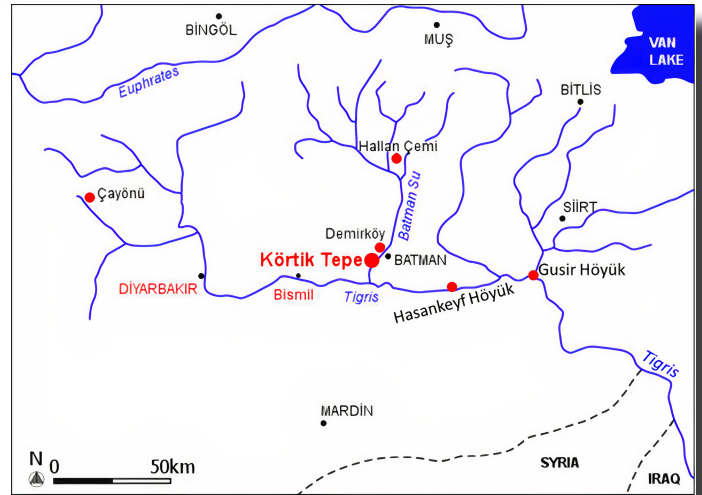 BİNGÖL
MUŞ
VAN
LAKE
Euphrates
BİTLİS
Hallan Çemi
Çayönü
Batman Su
SİİRT
Demirköy
Körtik Tepe
BATMAN
Gusir Höyük
DİYARBAKIR
Bismil
Tigris
Hasankeyf Höyük
Tigris
MARDİN
SYRIA
IRAQ
N
0 50km